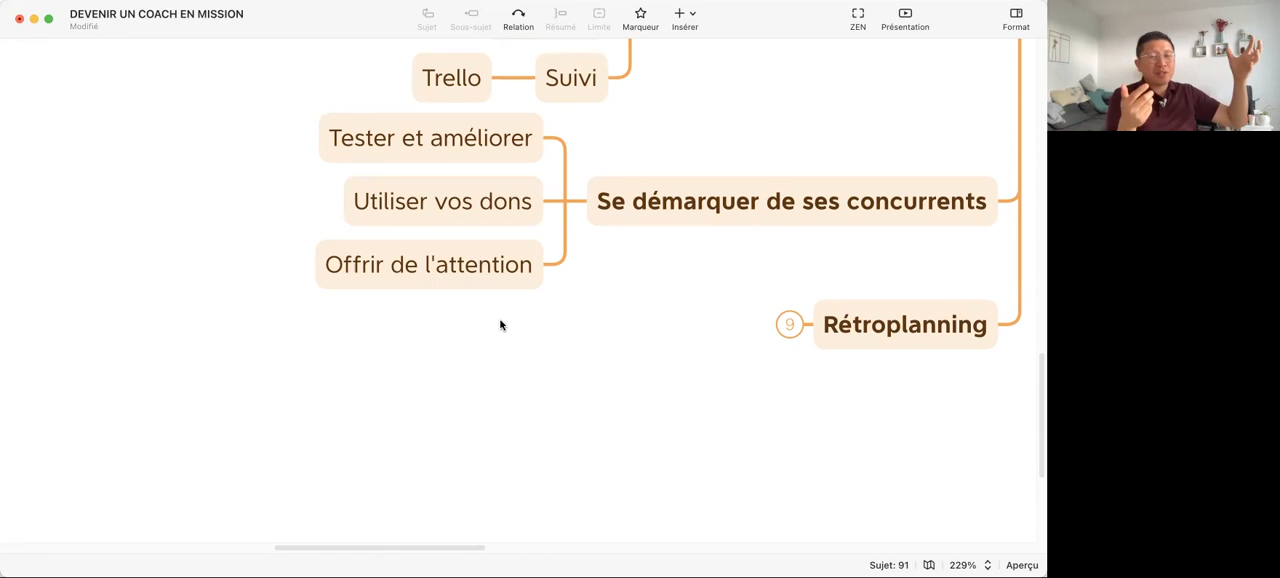 DEVENIR UN COACH EN MISSION
Modifié
Sujet
Sous-sujet
Relation
Résumé
Limite
Marqueur
Insérer
ZEN
Présentation
Format
Trello
Suivi
Tester et améliorer
Utiliser vos dons
Se démarquer de ses concurrents
Offrir de l'attention
9
Rétroplanning
Sujet: 91
229%
Aperçu